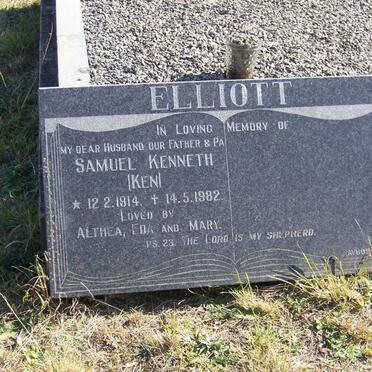 ELLIOTT
IN LOVING MEMORY OF
MY DEAR HUSBAND OUR FATHER & PA
SAMUEL KENNETH
(KEN)
★ 12.2.1914. ✝ 14.5.1982.
LOVED BY
ALTHEA, EDA AND MARY.
PS. 23. THE LORD IS MY SHEPHERD.